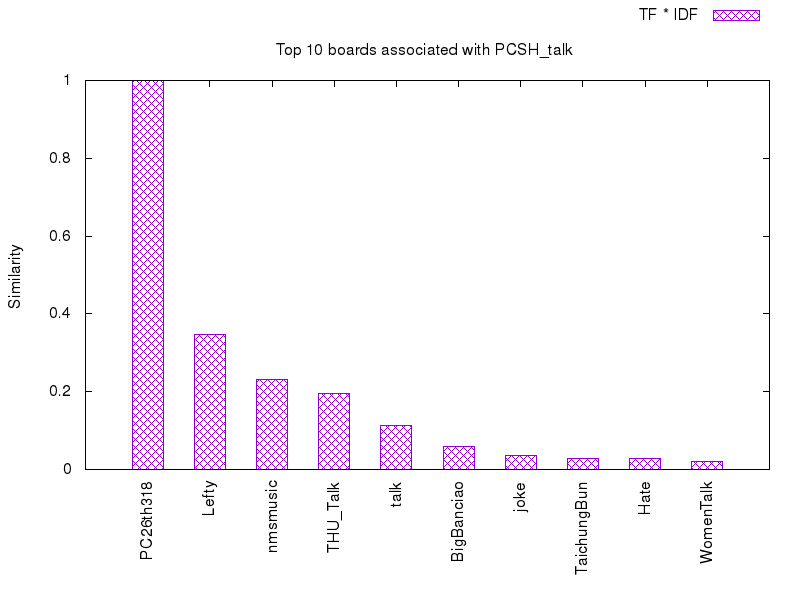 TF * IDF
Top 10 boards associated with PCSH_talk
1
0.8
0.6
0.4
0.2
0
Similarity
PC26th318
Lefty
nmsmusic
THU_Talk
talk
BigBanciao
joke
TaichungBun
Hate
WomenTalk